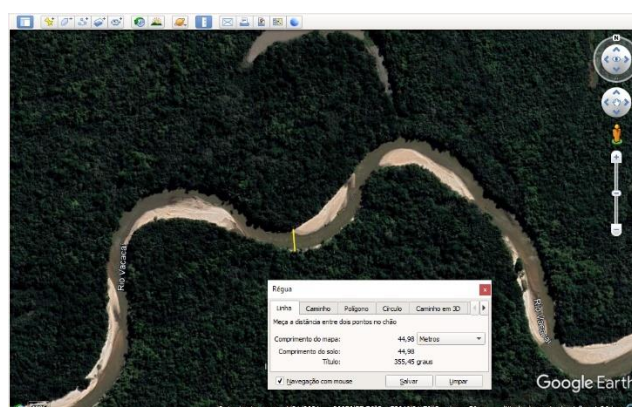 Régua
Linha Caminho Polígono Círculo Caminho em 3D
Meça a distância entre dois pontos no chão
Comprimento do mapa: 44,98 Metros
Comprimento do solo: 44,98
Título: 355,45 graus
Navegação com mouse Salvar Limpar
Rio Vacacaí
Google Earth